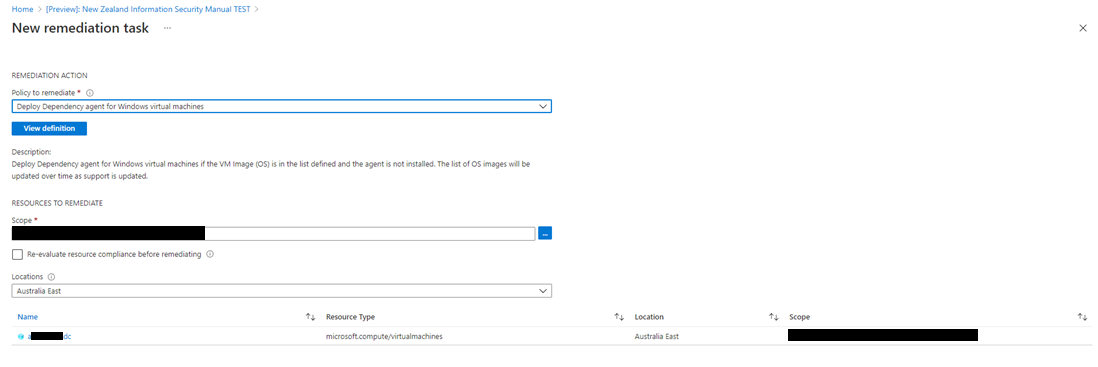 Home > [Preview]: New Zealand Information Security Manual TEST >
New remediation task ...
REMEDIATION ACTION
Policy to remediate *
Deploy Dependency agent for Windows virtual machines
View definition
Description:
Deploy Dependency agent for Windows virtual machines if the VM Image (OS) is in the list defined and the agent is not installed. The list of OS images will be
updated over time as support is updated.
RESOURCES TO REMEDIATE
Scope *
...
Re-evaluate resource compliance before remediating
Locations
Australia East
Name Resource Type Location Scope
a dc microsoft.compute/virtualmachines Australia East